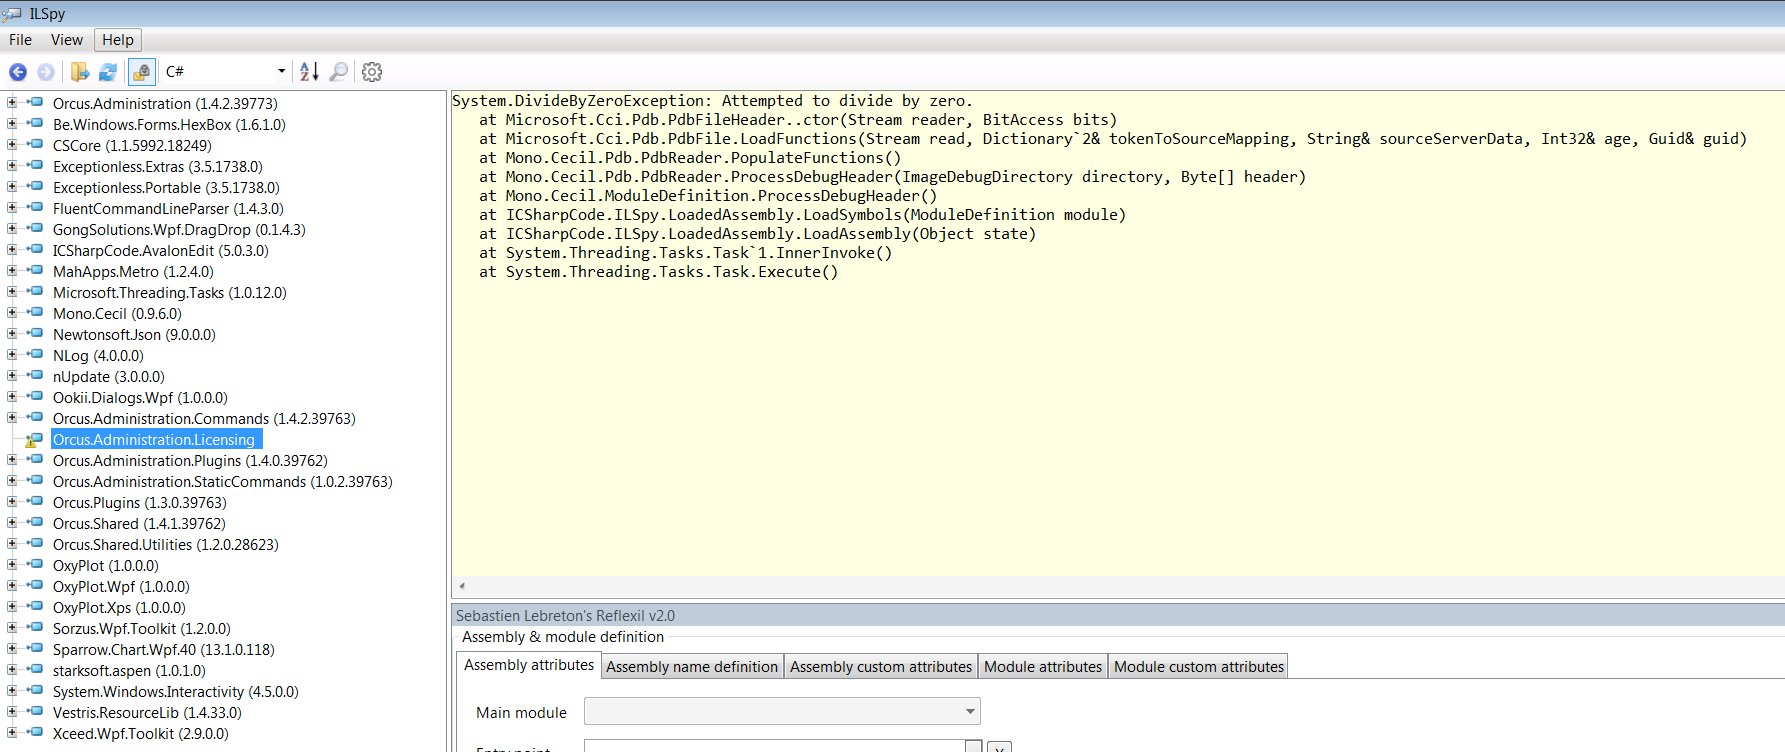 ILSpy
File View Help
C#
Orcus.Administration (1.4.2.39773)
Be.Windows.Forms.HexBox (1.6.1.0)
CSCore (1.1.5992.18249)
Exceptionless.Extras (3.5.1738.0)
Exceptionless.Portable (3.5.1738.0)
FluentCommandLineParser (1.4.3.0)
GongSolutions.Wpf.DragDrop (0.1.4.3)
ICSharpCode.AvalonEdit (5.0.3.0)
MahApps.Metro (1.2.4.0)
Microsoft.Threading.Tasks (1.0.12.0)
Mono.Cecil (0.9.6.0)
Newtonsoft.Json (9.0.0.0)
NLog (4.0.0.0)
nUpdate (3.0.0.0)
Ookii.Dialogs.Wpf (1.0.0.0)
Orcus.Administration.Commands (1.4.2.39763)
Orcus.Administration.Licensing
Orcus.Administration.Plugins (1.4.0.39762)
Orcus.Administration.StaticCommands (1.0.2.39763)
Orcus.Plugins (1.3.0.39763)
Orcus.Shared (1.4.1.39762)
Orcus.Shared.Utilities (1.2.0.28623)
OxyPlot (1.0.0.0)
OxyPlot.Wpf (1.0.0.0)
OxyPlot.Xps (1.0.0.0)
Sorzus.Wpf.Toolkit (1.2.0.0)
Sparrow.Chart.Wpf.40 (13.1.0.118)
starksoft.aspen (1.0.1.0)
System.Windows.Interactivity (4.5.0.0)
Vestris.ResourceLib (1.4.33.0)
Xceed.Wpf.Toolkit (2.9.0.0)
System.DivideByZeroException: Attempted to divide by zero.
at Microsoft.Cci.Pdb.PdbFileHeader..ctor(Stream reader, BitAccess bits)
at Microsoft.Cci.Pdb.PdbFile.LoadFunctions(Stream read, Dictionary`2& tokenToSourceMapping, String& sourceServerData, Int32& age, Guid& guid)
at Mono.Cecil.Pdb.PdbReader.PopulateFunctions()
at Mono.Cecil.Pdb.PdbReader.ProcessDebugHeader(ImageDebugDirectory directory, Byte[] header)
at Mono.Cecil.ModuleDefinition.ProcessDebugHeader()
at ICSharpCode.ILSpy.LoadedAssembly.LoadSymbols(ModuleDefinition module)
at ICSharpCode.ILSpy.LoadedAssembly.LoadAssembly(Object state)
at System.Threading.Tasks.Task`1.InnerInvoke()
at System.Threading.Tasks.Task.Execute()
Sebastien Lebreton's Reflexil v2.0
Assembly & module definition
Assembly attributes Assembly name definition Assembly custom attributes Module attributes Module custom attributes
Main module
Entry point